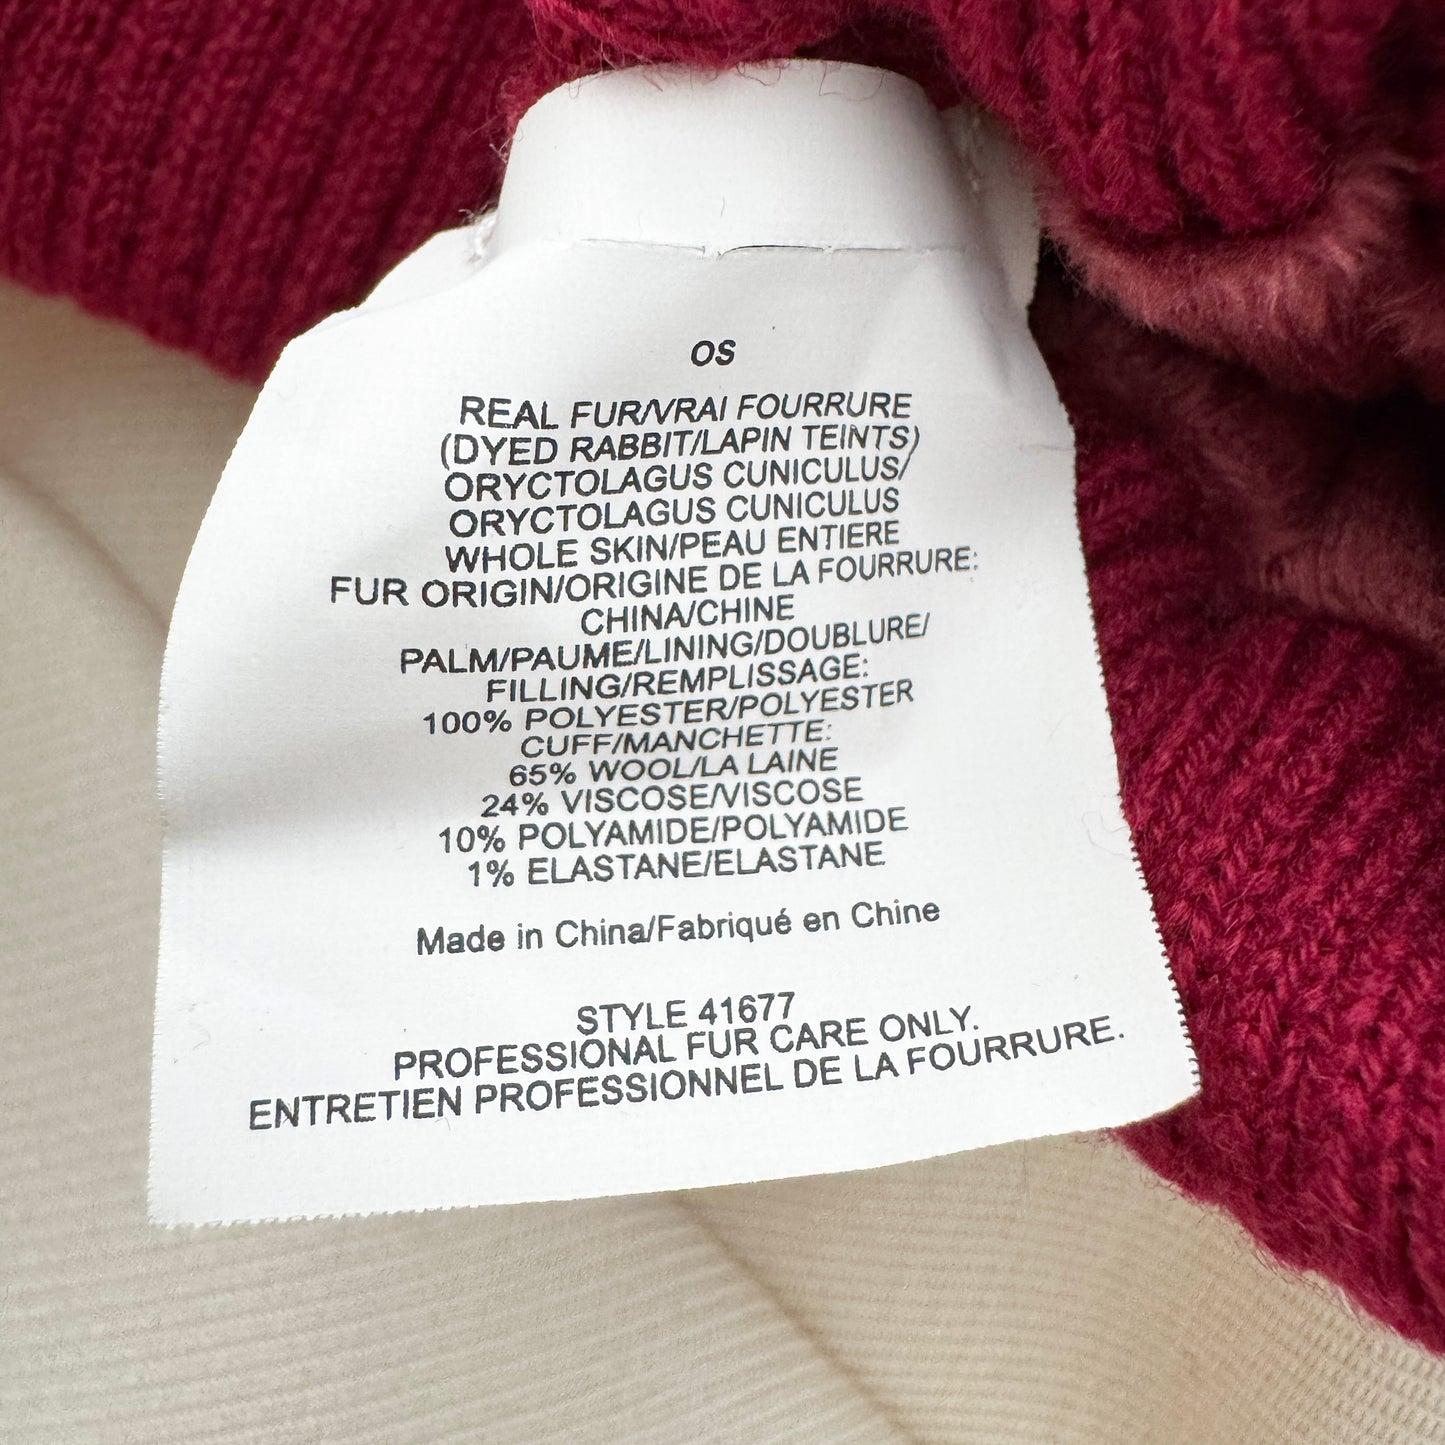 OS
REAL FUR/VRAI FOURRURE
(DYED RABBIT/LAPIN TEINTS)
ORYCTOLAGUS CUNICULUS/
ORYCTOLAGUS CUNICULUS
WHOLE SKIN/PEAU ENTIERE
FUR ORIGIN/ORIGINE DE LA FOURRURE:
CHINA/CHINE
PALM/PAUME/LINING/DOUBLURE/
FILLING/REMPLISSAGE:
100% POLYESTER/POLYESTER
CUFF/MANCHETTE:
65% WOOL/LA LAINE
24% VISCOSE/VISCOSE
10% POLYAMIDE/POLYAMIDE
1% ELASTANE/ELASTANE
Made in China/Fabriqué en Chine
STYLE 41677
PROFESSIONAL FUR CARE ONLY.
ENTRETIEN PROFESSIONNEL DE LA FOURRURE.